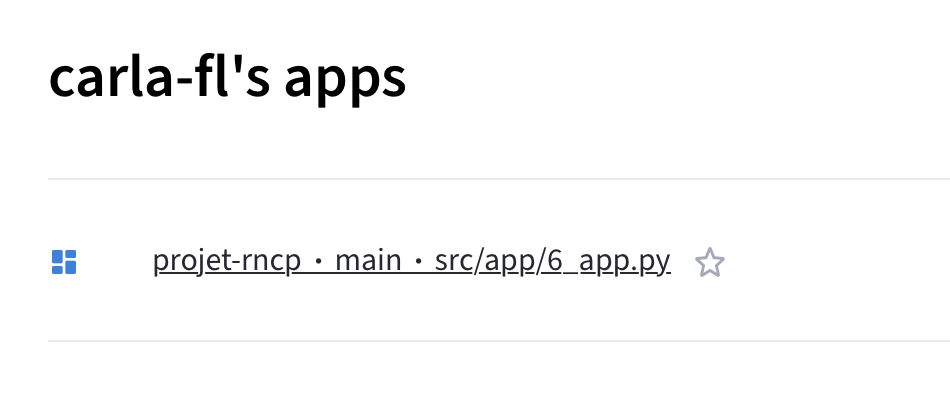 carla-fl's apps
projet-rncp · main · src/app/6_app.py